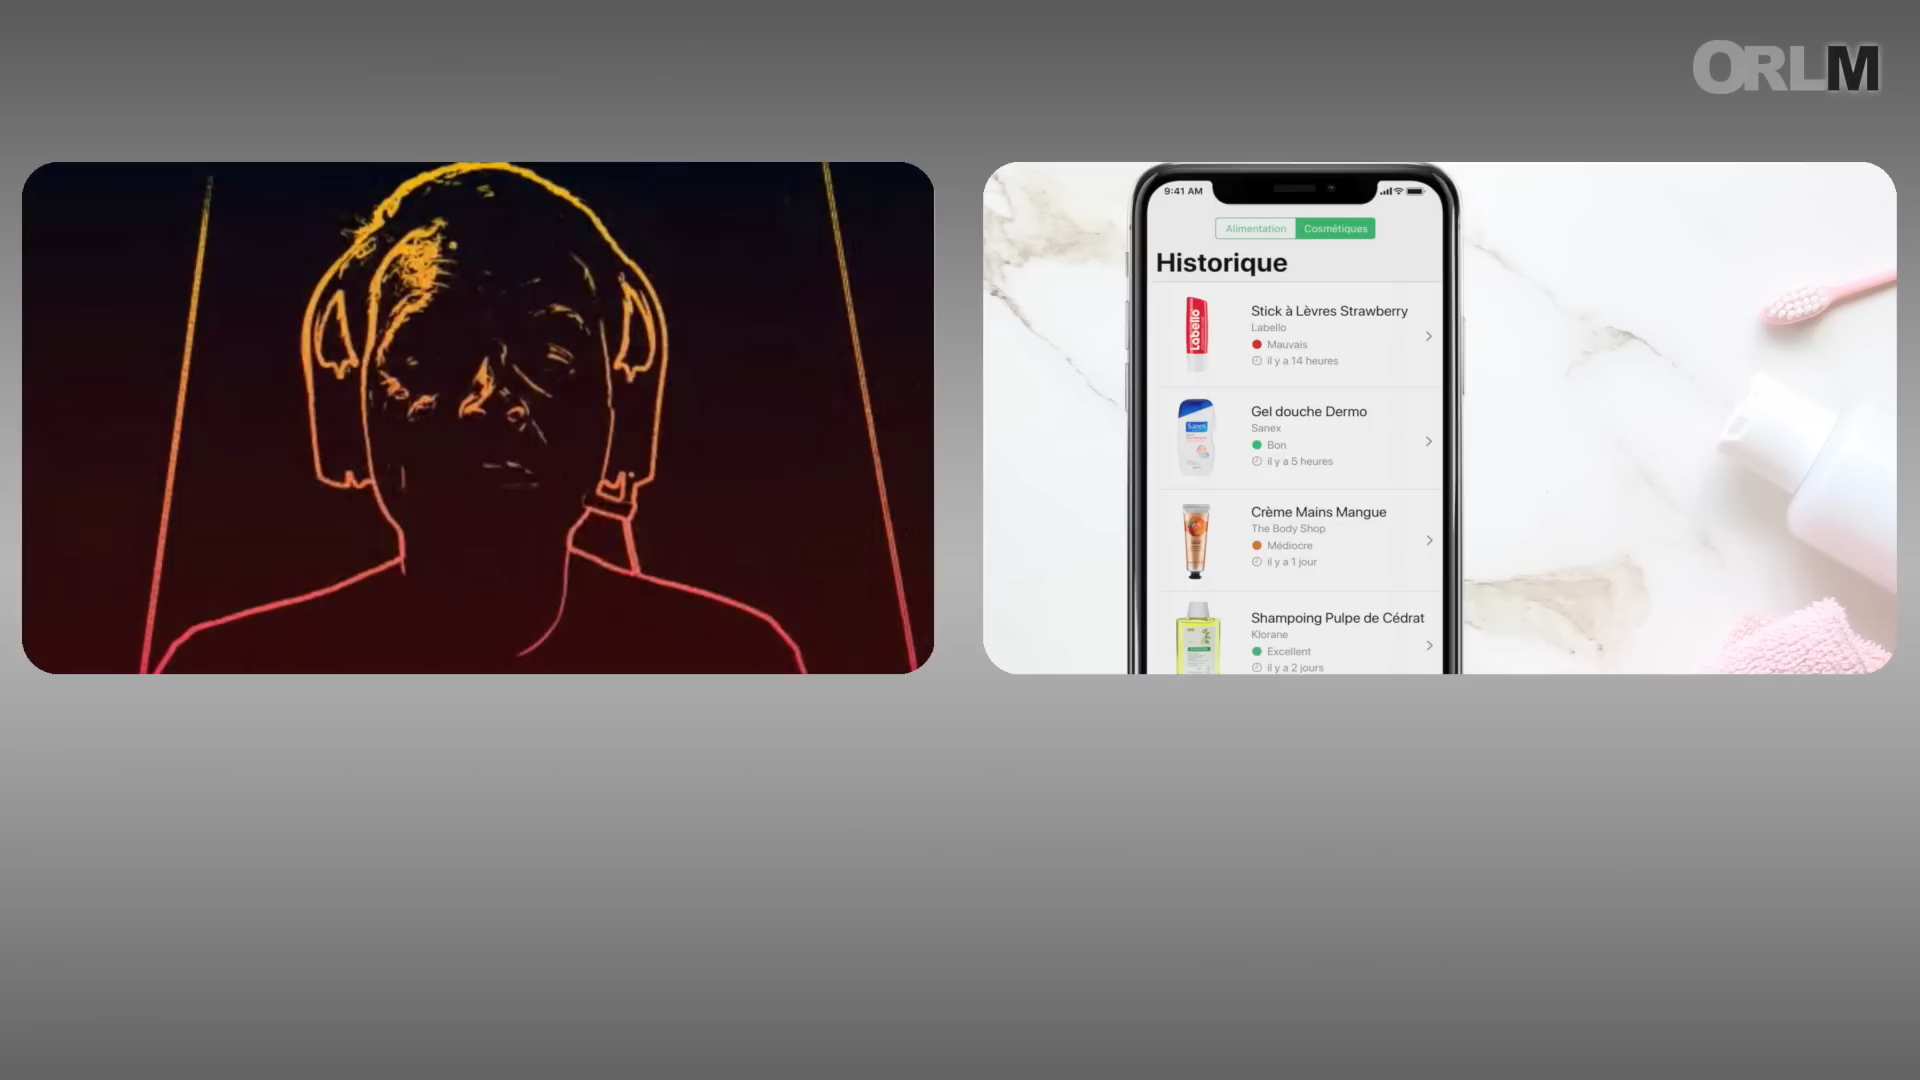 ORLM
9:41 AM
Alimentation
Cosmétiques
Historique
Labello
Stick à Lèvres Strawberry
Labello
Mauvais
il y a 14 heures
Sanex
Gel douche Dermo
Sanex
Bon
il y a 5 heures
Crème Mains Mangue
The Body Shop
Médiocre
il y a 1 jour
Shampoing Pulpe de Cédrat
Klorane
Excellent
il y a 2 jours